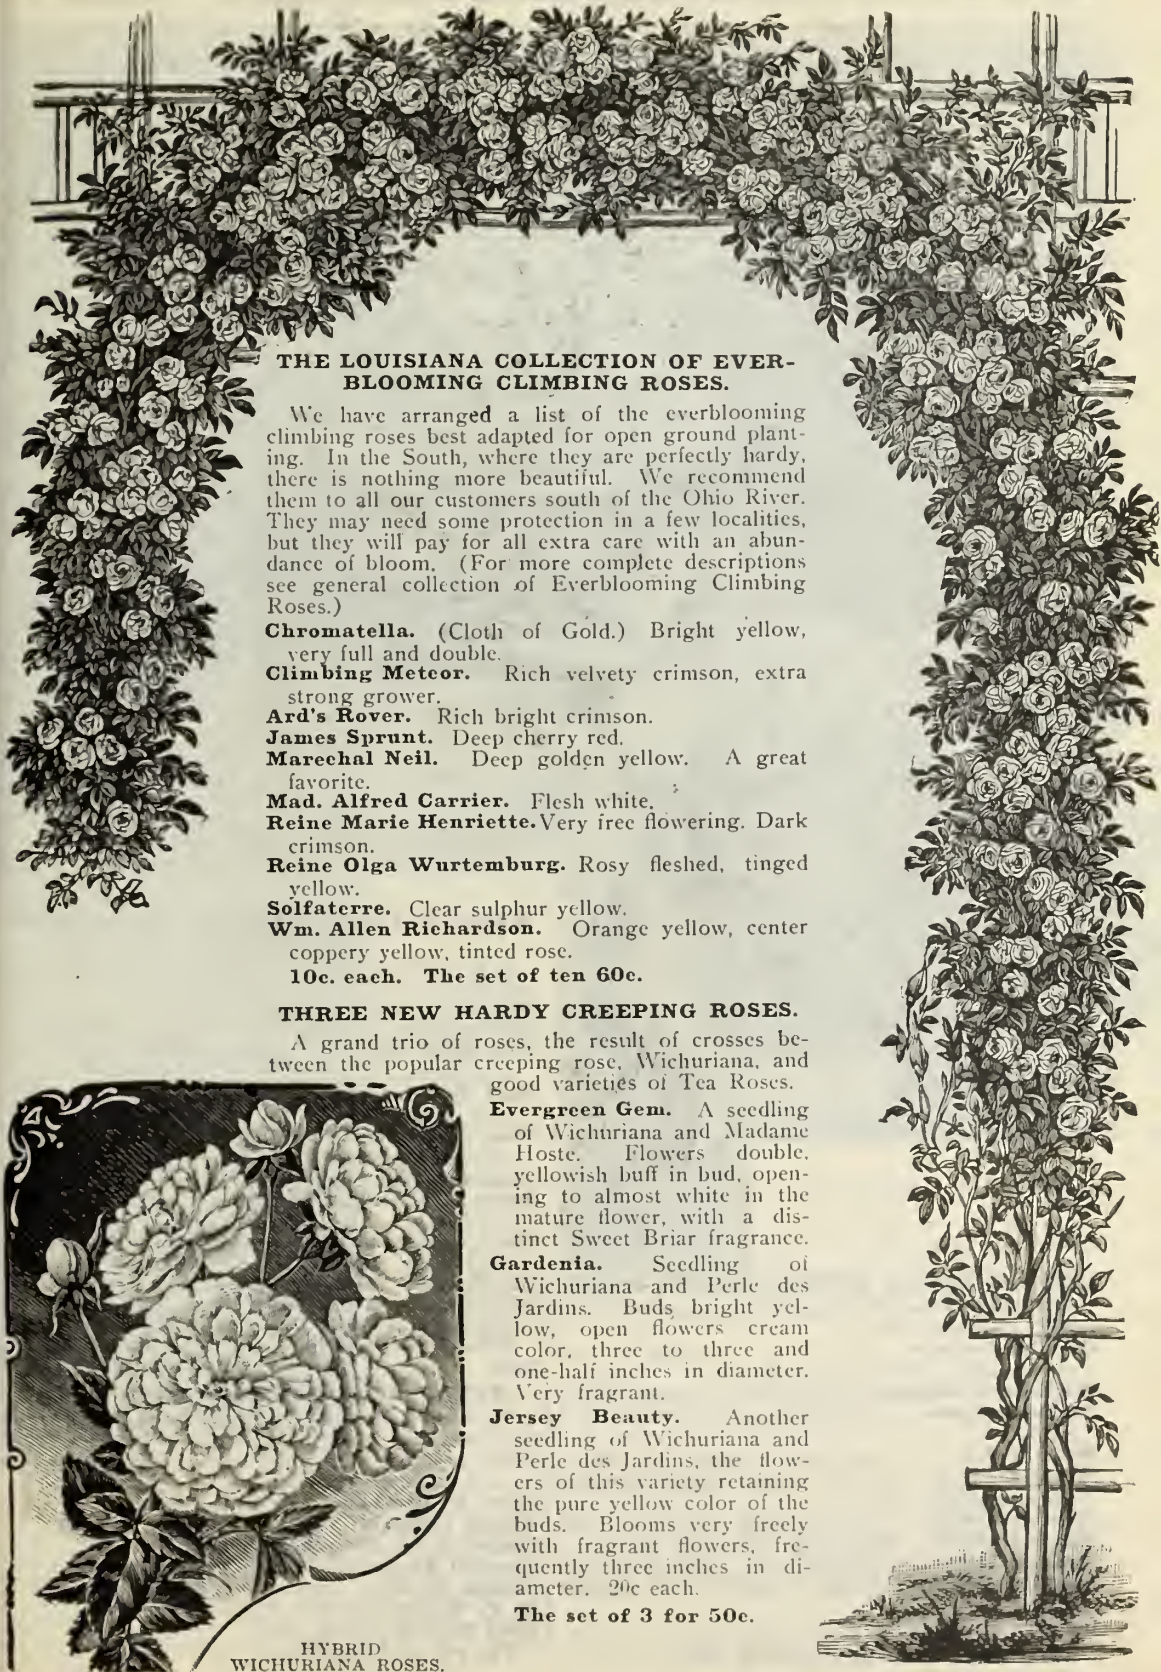 THE LOUISIANA COLLECTION OF EVER-
BLOOMING CLIMBING ROSES.
We have arranged a list of the everblooming
climbing roses best adapted for open ground plant-
ing. In the South, where they are perfectly hardy,
there is nothing more beautiful. We recommend
them to all our customers south of the Ohio River.
They may need some protection in a few localities,
but they will pay for all extra care with an abun-
dance of bloom. (For more complete descriptions
see general collection of Everblooming Climbing
Roses.)
Chromatella. (Cloth of Gold.) Bright yellow,
very full and double.
Climbing Meteor. Rich velvety crimson, extra
strong grower.
Ard's Rover. Rich bright crimson.
James Sprunt. Deep cherry red.
Marechal Neil. Deep golden yellow. A great
favorite.
Mad. Alfred Carrier. Flesh white.
Reine Marie Henriette. Very free flowering. Dark
crimson.
Reine Olga Wurtemburg. Rosy fleshed, tinged
yellow.
Solfaterre. Clear sulphur yellow.
Wm. Allen Richardson. Orange yellow, center
coppery yellow, tinted rose.
10c. each. The set of ten 60c.
THREE NEW HARDY CREEPING ROSES.
A grand trio of roses, the result of crosses be-
tween the popular creeping rose, Wichuriana, and
good varieties of Tea Roses.
Evergreen Gem. A seedling
of Wichuriana and Madame
Hoste. Flowers double,
yellowish buff in bud, open-
ing to almost white in the
mature flower, with a dis-
tinct Sweet Briar fragrance.
Gardenia. Seedling of
Wichuriana and Perle des
Jardins. Buds bright yel-
low, open flowers cream
color, three to three and
one-half inches in diameter.
Very fragrant.
Jersey Beauty. Another
seedling of Wichuriana and
Perle des Jardins, the flow-
ers of this variety retaining
the pure yellow color of the
buds. Blooms very freely
with fragrant flowers, fre-
quently three inches in di-
ameter. 20c each.
The set of 3 for 50c.
HYBRID
WICHURIANA ROSES.